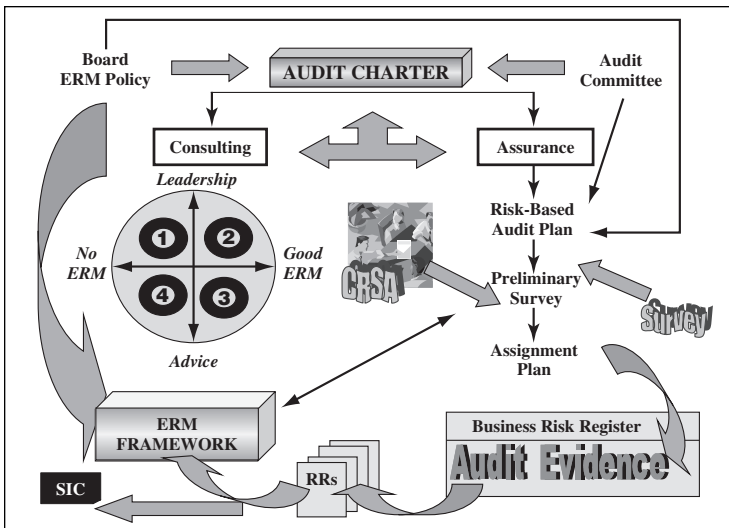 Board
ERM Policy
AUDIT CHARTER
Audit
Committee
Consulting
Assurance
Leadership
Risk-Based
Audit Plan
1
2
No
ERM
Good
ERM
4
3
CRSA
Preliminary
Survey
Survey
Advice
Assignment
Plan
ERM
FRAMEWORK
Business Risk Register
Audit Evidence
RRs
SIC